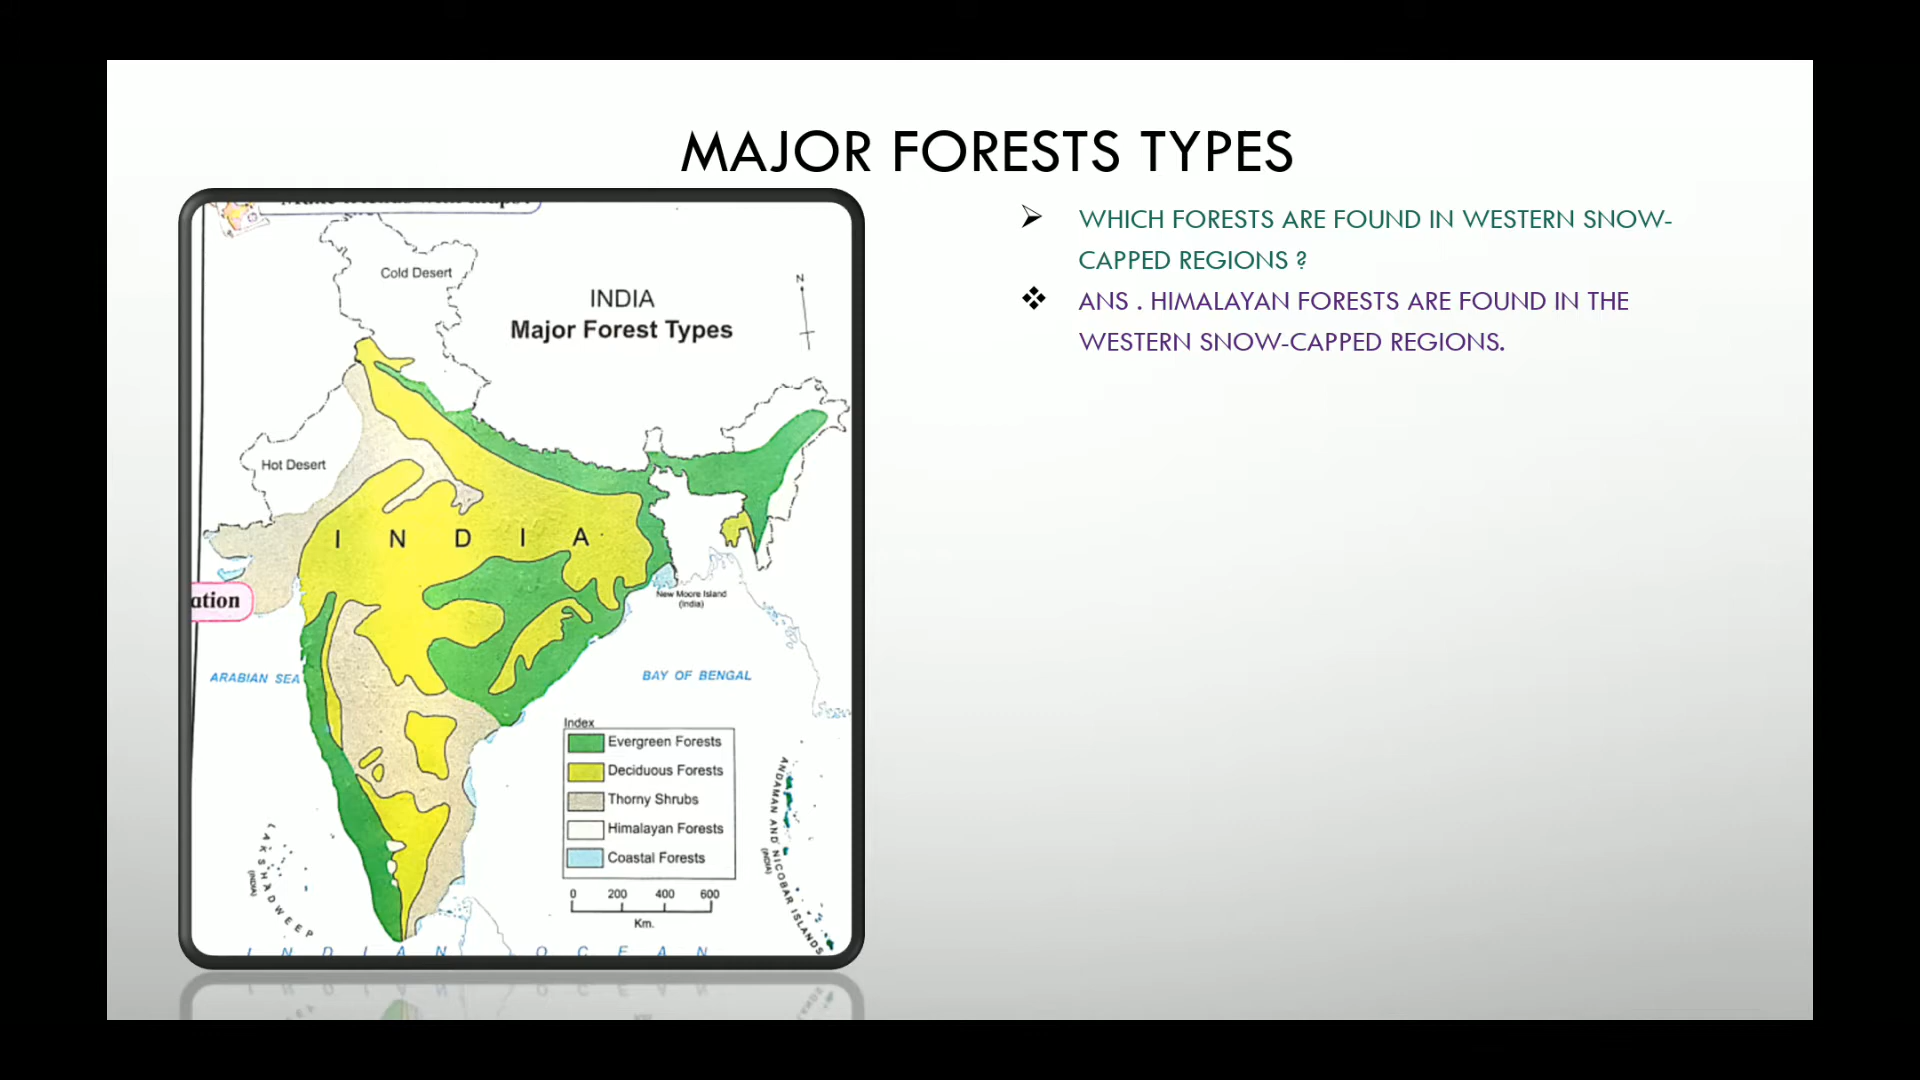 MAJOR FORESTS TYPES
Cold Desert
N
INDIA
Major Forest Types
Hot Desert
I N D I A
New Moore Island
(India)
ation
ARABIAN SEA
BAY OF BENGAL
Index
Evergreen Forests
Deciduous Forests
Thorny Shrubs
Himalayan Forests
Coastal Forests
0 200 400 600
Km.
LAKSHADWEEP
(INDIA)
ANDAMAN AND NICOBAR ISLANDS
(INDIA)
I N D I A N O C E A N
WHICH FORESTS ARE FOUND IN WESTERN SNOW-
CAPPED REGIONS ?
ANS . HIMALAYAN FORESTS ARE FOUND IN THE
WESTERN SNOW-CAPPED REGIONS.